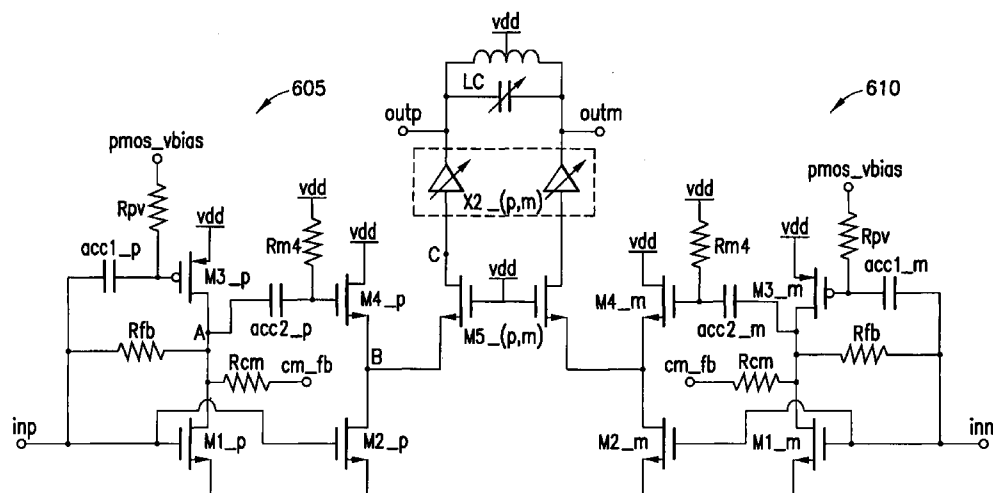 vdd
605
LC
610
outp
outm
pmos_vbias
pmos_vbias
Rpv
vdd
vdd
X2_(p,m)
vdd
Rpv
acc1_p
Rm4
C
Rm4
vdd
acc1_m
M3_p
vdd
vdd
M3_m
M4_p
M4_m
A
acc2_p
M5_(p,m)
acc2_m
Rfb
B
Rfb
Rcm
cm_fb
cm_fb
Rcm
inp
M1_p
M2_p
M2_m
M1_m
inn